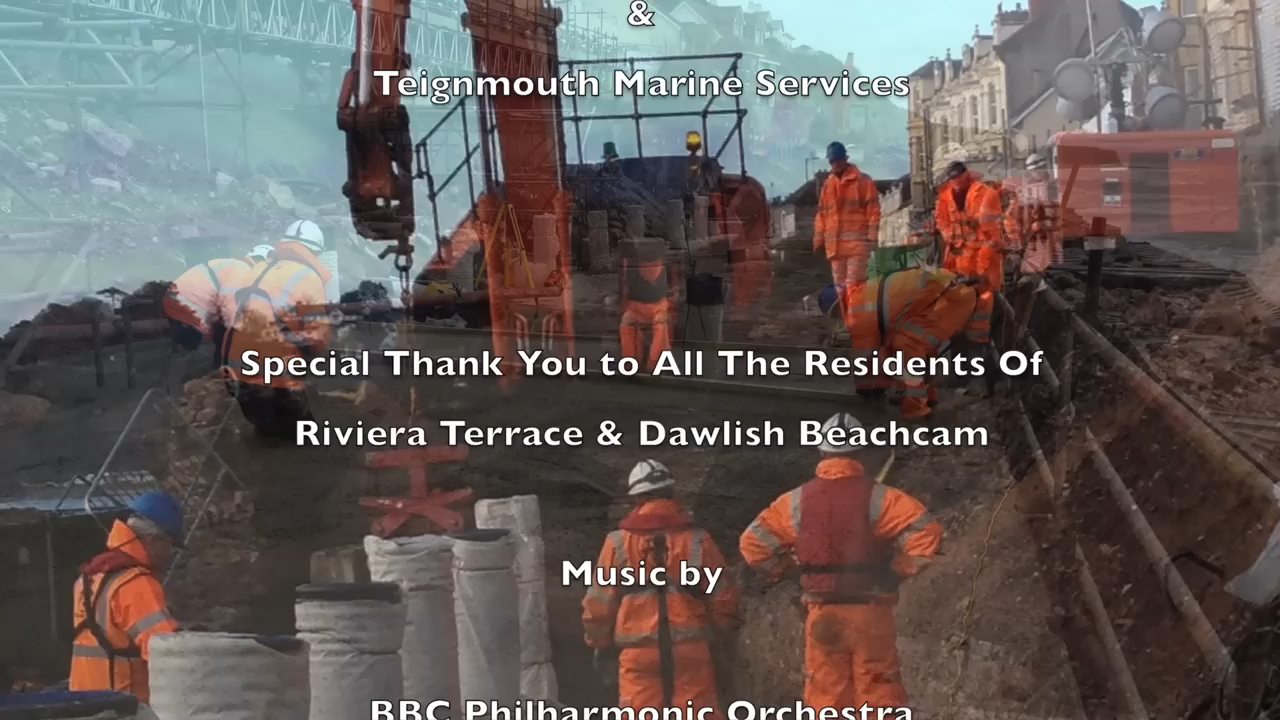 &
Teignmouth Marine Services
Special Thank You to All The Residents Of
Riviera Terrace & Dawlish Beachcam
Music by
BBC Philharmonic Orchestra